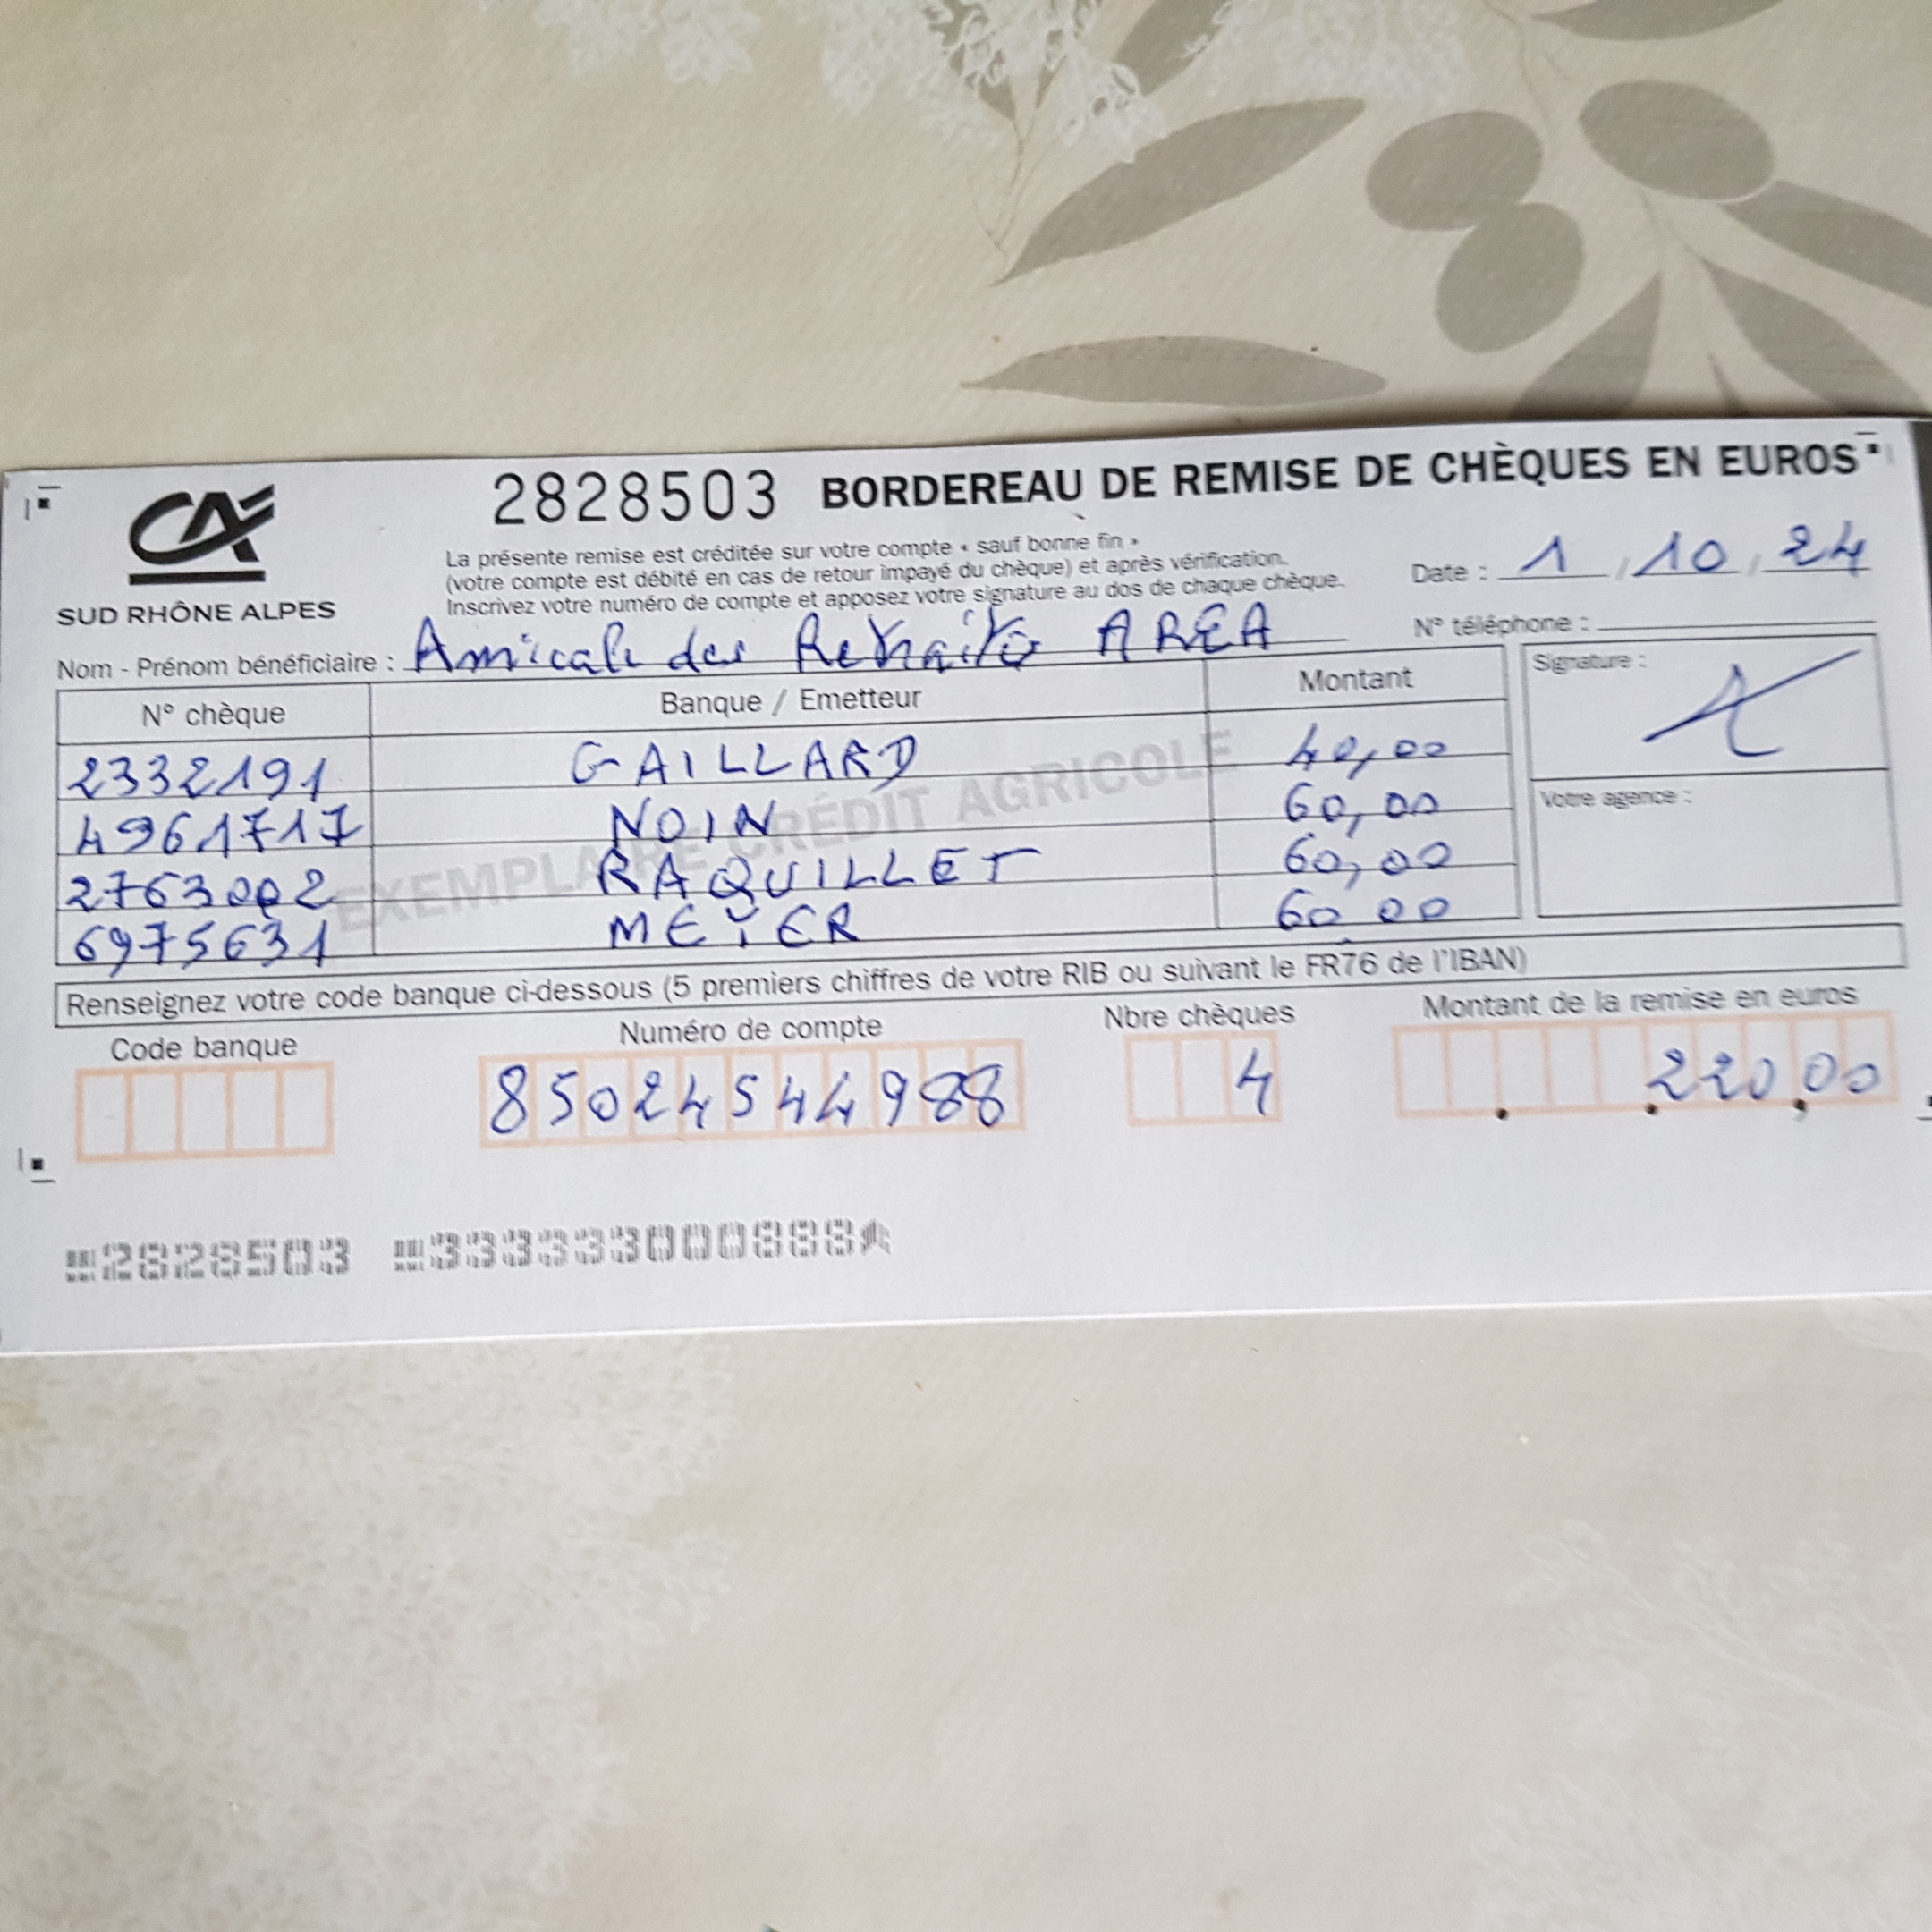 2828503 BORDEREAU DE REMISE DE CHÈQUES EN EUROS
CA
SUD RHÔNE ALPES
La présente remise est créditée sur votre compte « sauf bonne fin »
(votre compte est débité en cas de retour impayé du chèque) et après vérification.
Inscrivez votre numéro de compte et apposez votre signature au dos de chaque chèque.
Date : 1 / 10 / 24
N° téléphone :
Nom - Prénom bénéficiaire : Amicale des Retraités AREA
N° chèque Banque / Emetteur Montant
Signature :
2332191 GAILLARD 40,00
4961717 NOIN 60,00
2763002 RAQUILLET 60,00
6975631 MEYER 60,00
Votre agence :
EXEMPLAIRE CRÉDIT AGRICOLE
Renseignez votre code banque ci-dessous (5 premiers chiffres de votre RIB ou suivant le FR76 de l'IBAN)
Code banque Numéro de compte Nbre chèques Montant de la remise en euros
85024544988 4 220,00
2828503 333333000888